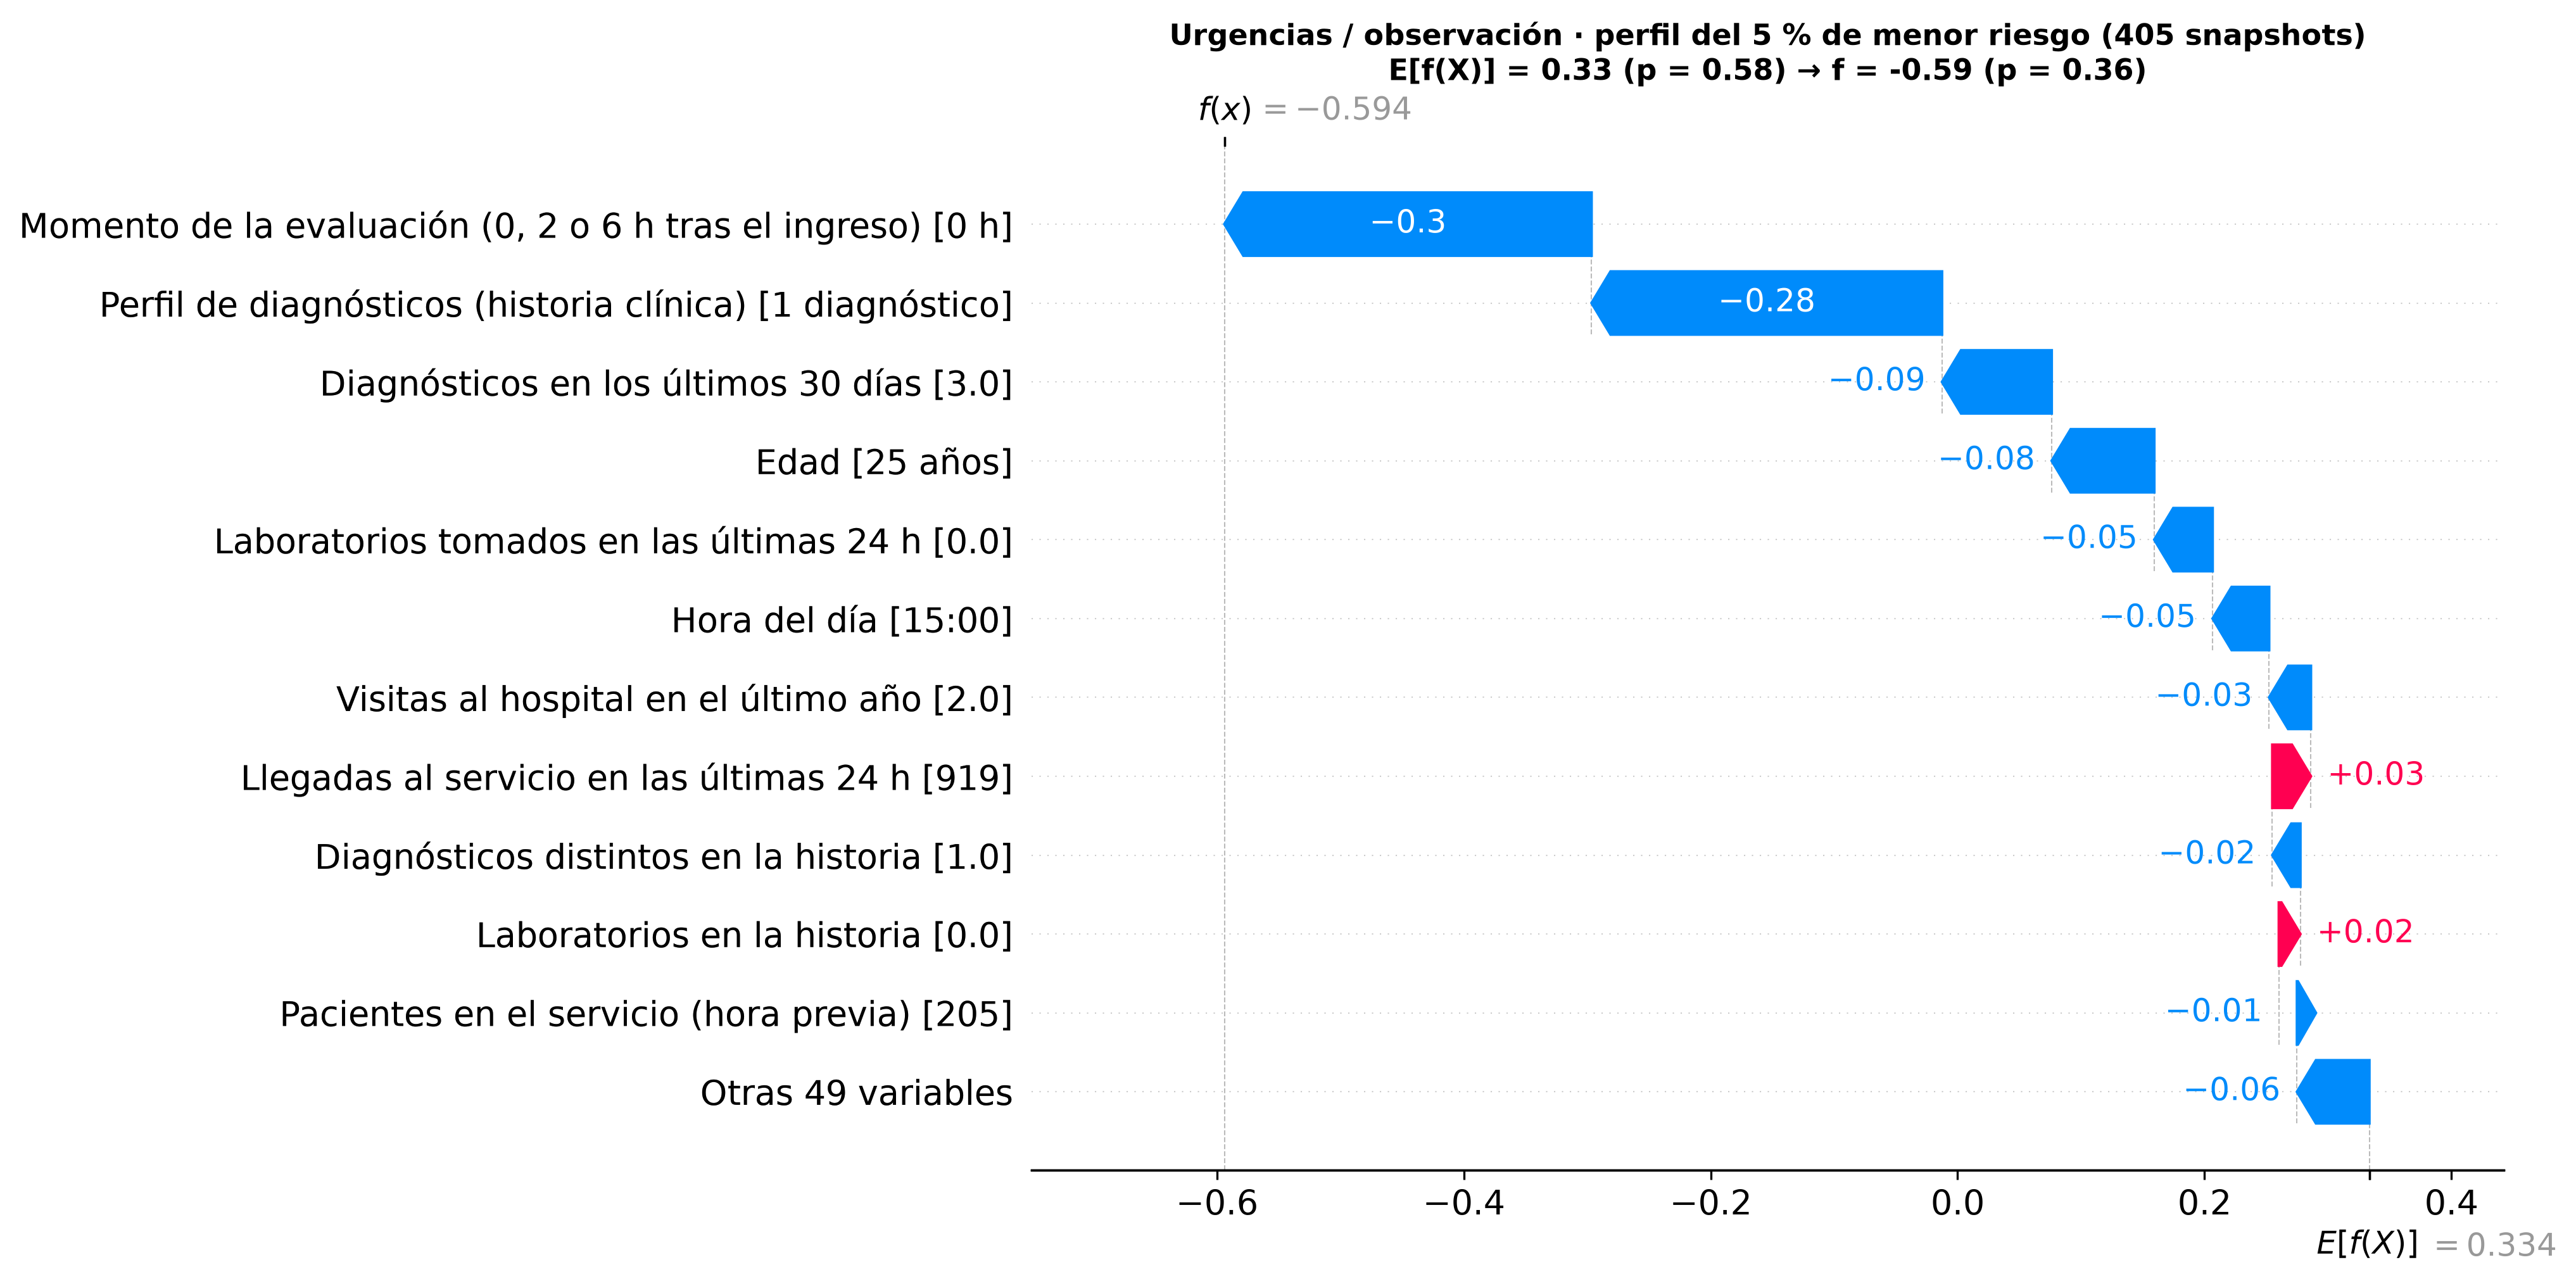 Urgencias / observación · perfil del 5 % de menor riesgo (405 snapshots)
E[f(X)] = 0.33 (p = 0.58) → f = -0.59 (p = 0.36)
f(x) = −0.594
Momento de la evaluación (0, 2 o 6 h tras el ingreso) [0 h] −0.3
Perfil de diagnósticos (historia clínica) [1 diagnóstico] −0.28
Diagnósticos en los últimos 30 días [3.0] −0.09
Edad [25 años] −0.08
Laboratorios tomados en las últimas 24 h [0.0] −0.05
Hora del día [15:00] −0.05
Visitas al hospital en el último año [2.0] −0.03
Llegadas al servicio en las últimas 24 h [919] +0.03
Diagnósticos distintos en la historia [1.0] −0.02
Laboratorios en la historia [0.0] +0.02
Pacientes en el servicio (hora previa) [205] −0.01
Otras 49 variables −0.06
−0.6 −0.4 −0.2 0.0 0.2 0.4
E[f(X)] = 0.334